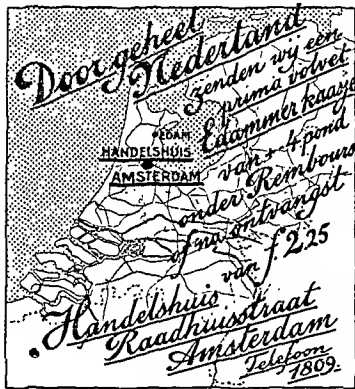 Door geheel
Nederland
zenden wy een
prima volvet
Edammer kaasje
van ± 4 pond
onder Rembours
of na ontvangst
van f 2.25
EDAM
HANDELSHUIS
AMSTERDAM
Handelshuis
Raadhuisstraat
Amsterdam
Telefoon
1809.